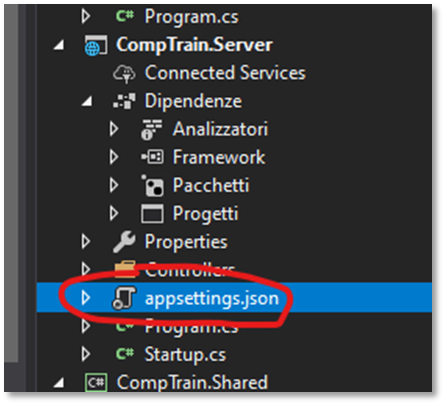 C# Program.cs
CompTrain.Server
Connected Services
Dipendenze
Analizzatori
Framework
Pacchetti
Progetti
Properties
Controllers
appsettings.json
C# Program.cs
C# Startup.cs
C# CompTrain.Shared